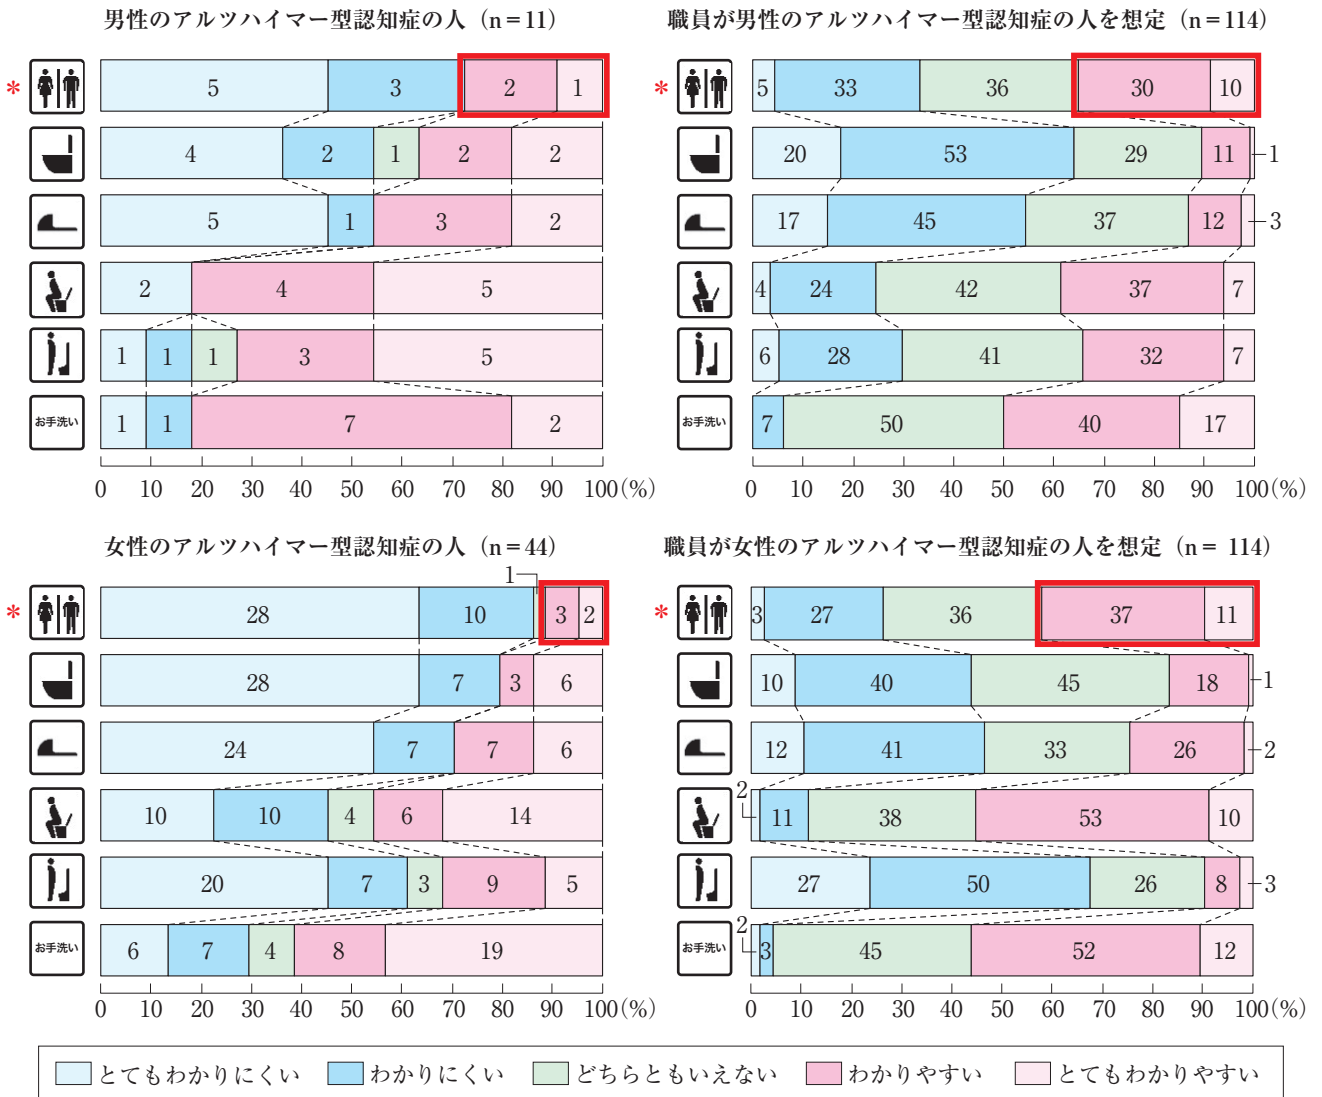 男性のアルツハイマー型認知症の人（n＝11）
＊ 5 3 2 1
4 2 1 2 2
5 1 3 2
2 4 5
1 1 1 3 5
お手洗い 1 1 7 2
0 10 20 30 40 50 60 70 80 90 100(%)
職員が男性のアルツハイマー型認知症の人を想定（n＝114）
＊ 5 33 36 30 10
20 53 29 11 1
17 45 37 12 3
4 24 42 37 7
6 28 41 32 7
お手洗い 7 50 40 17
0 10 20 30 40 50 60 70 80 90 100(%)
女性のアルツハイマー型認知症の人（n＝44）
＊ 28 10 1 3 2
28 7 3 6
24 7 7 6
10 10 4 6 14
20 7 3 9 5
お手洗い 6 7 4 8 19
0 10 20 30 40 50 60 70 80 90 100(%)
職員が女性のアルツハイマー型認知症の人を想定（n＝ 114）
＊ 3 27 36 37 11
10 40 45 18 1
12 41 33 26 2
2 11 38 53 10
27 50 26 8 3
お手洗い 2 3 45 52 12
0 10 20 30 40 50 60 70 80 90 100(%)
とてもわかりにくい わかりにくい どちらともいえない わかりやすい とてもわかりやすい